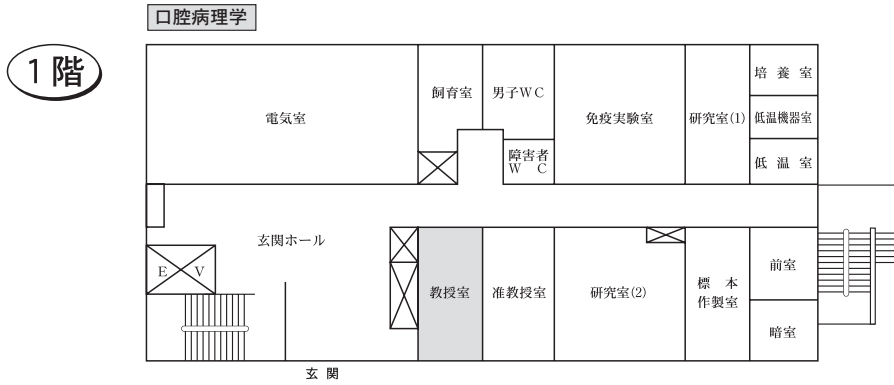 口腔病理学
1階
電気室
飼育室
男子WC
障害者
W C
免疫実験室
研究室(1)
培養室
低温機器室
低温室
玄関ホール
EV
教授室
准教授室
研究室(2)
標本
作製室
前室
暗室
玄関